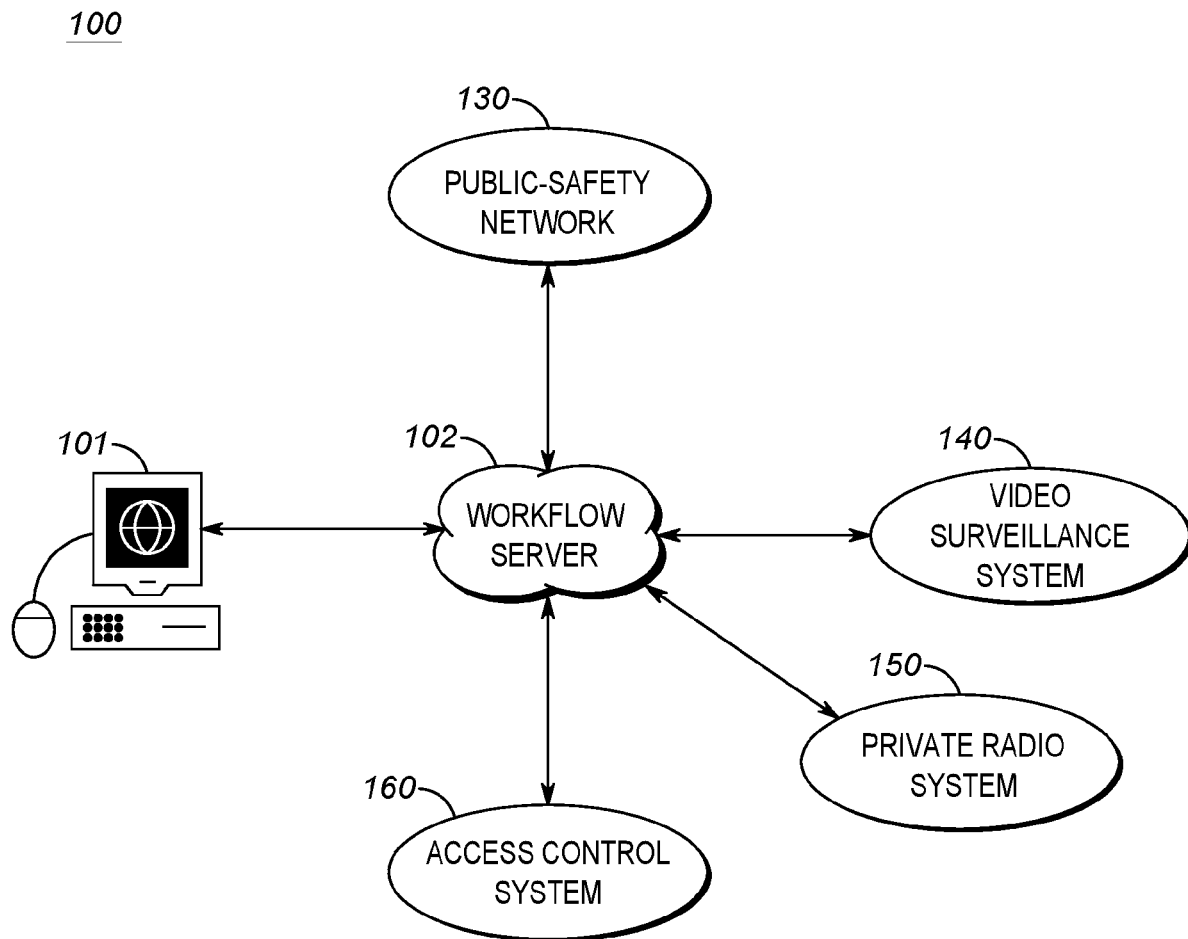 100
130
PUBLIC-SAFETY
NETWORK
101
102
WORKFLOW
SERVER
140
VIDEO
SURVEILLANCE
SYSTEM
150
PRIVATE RADIO
SYSTEM
160
ACCESS CONTROL
SYSTEM